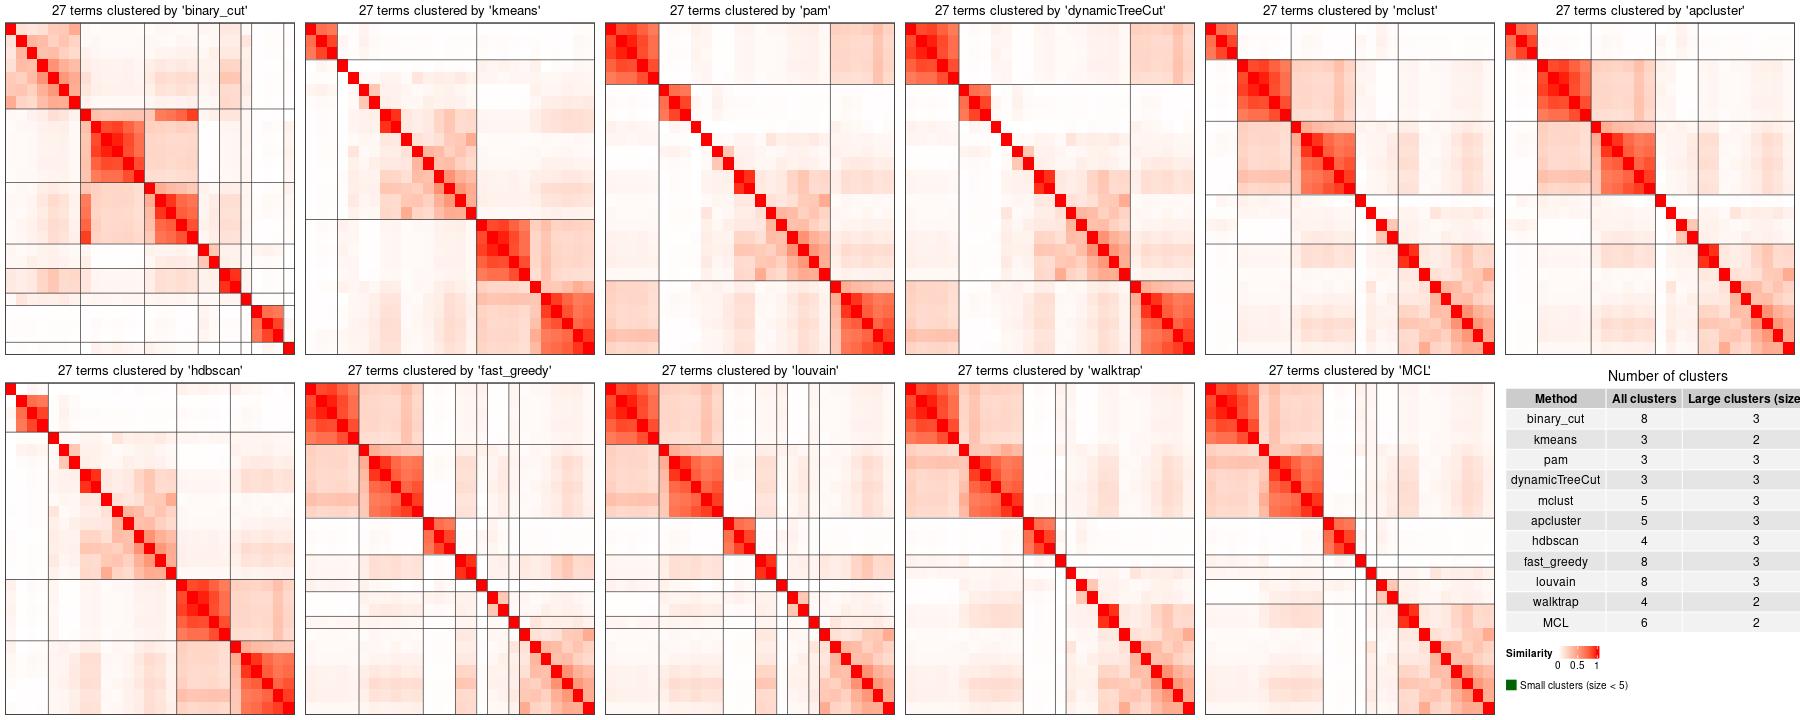 27 terms clustered by 'binary_cut'
27 terms clustered by 'kmeans'
27 terms clustered by 'pam'
27 terms clustered by 'dynamicTreeCut'
27 terms clustered by 'mclust'
27 terms clustered by 'apcluster'
27 terms clustered by 'hdbscan'
27 terms clustered by 'fast_greedy'
27 terms clustered by 'louvain'
27 terms clustered by 'walktrap'
27 terms clustered by 'MCL'
Number of clusters
Method All clusters Large clusters (size
binary_cut 8 3
kmeans 3 2
pam 3 3
dynamicTreeCut 3 3
mclust 5 3
apcluster 5 3
hdbscan 4 3
fast_greedy 8 3
louvain 8 3
walktrap 4 2
MCL 6 2
Similarity
0 0.5 1
Small clusters (size < 5)